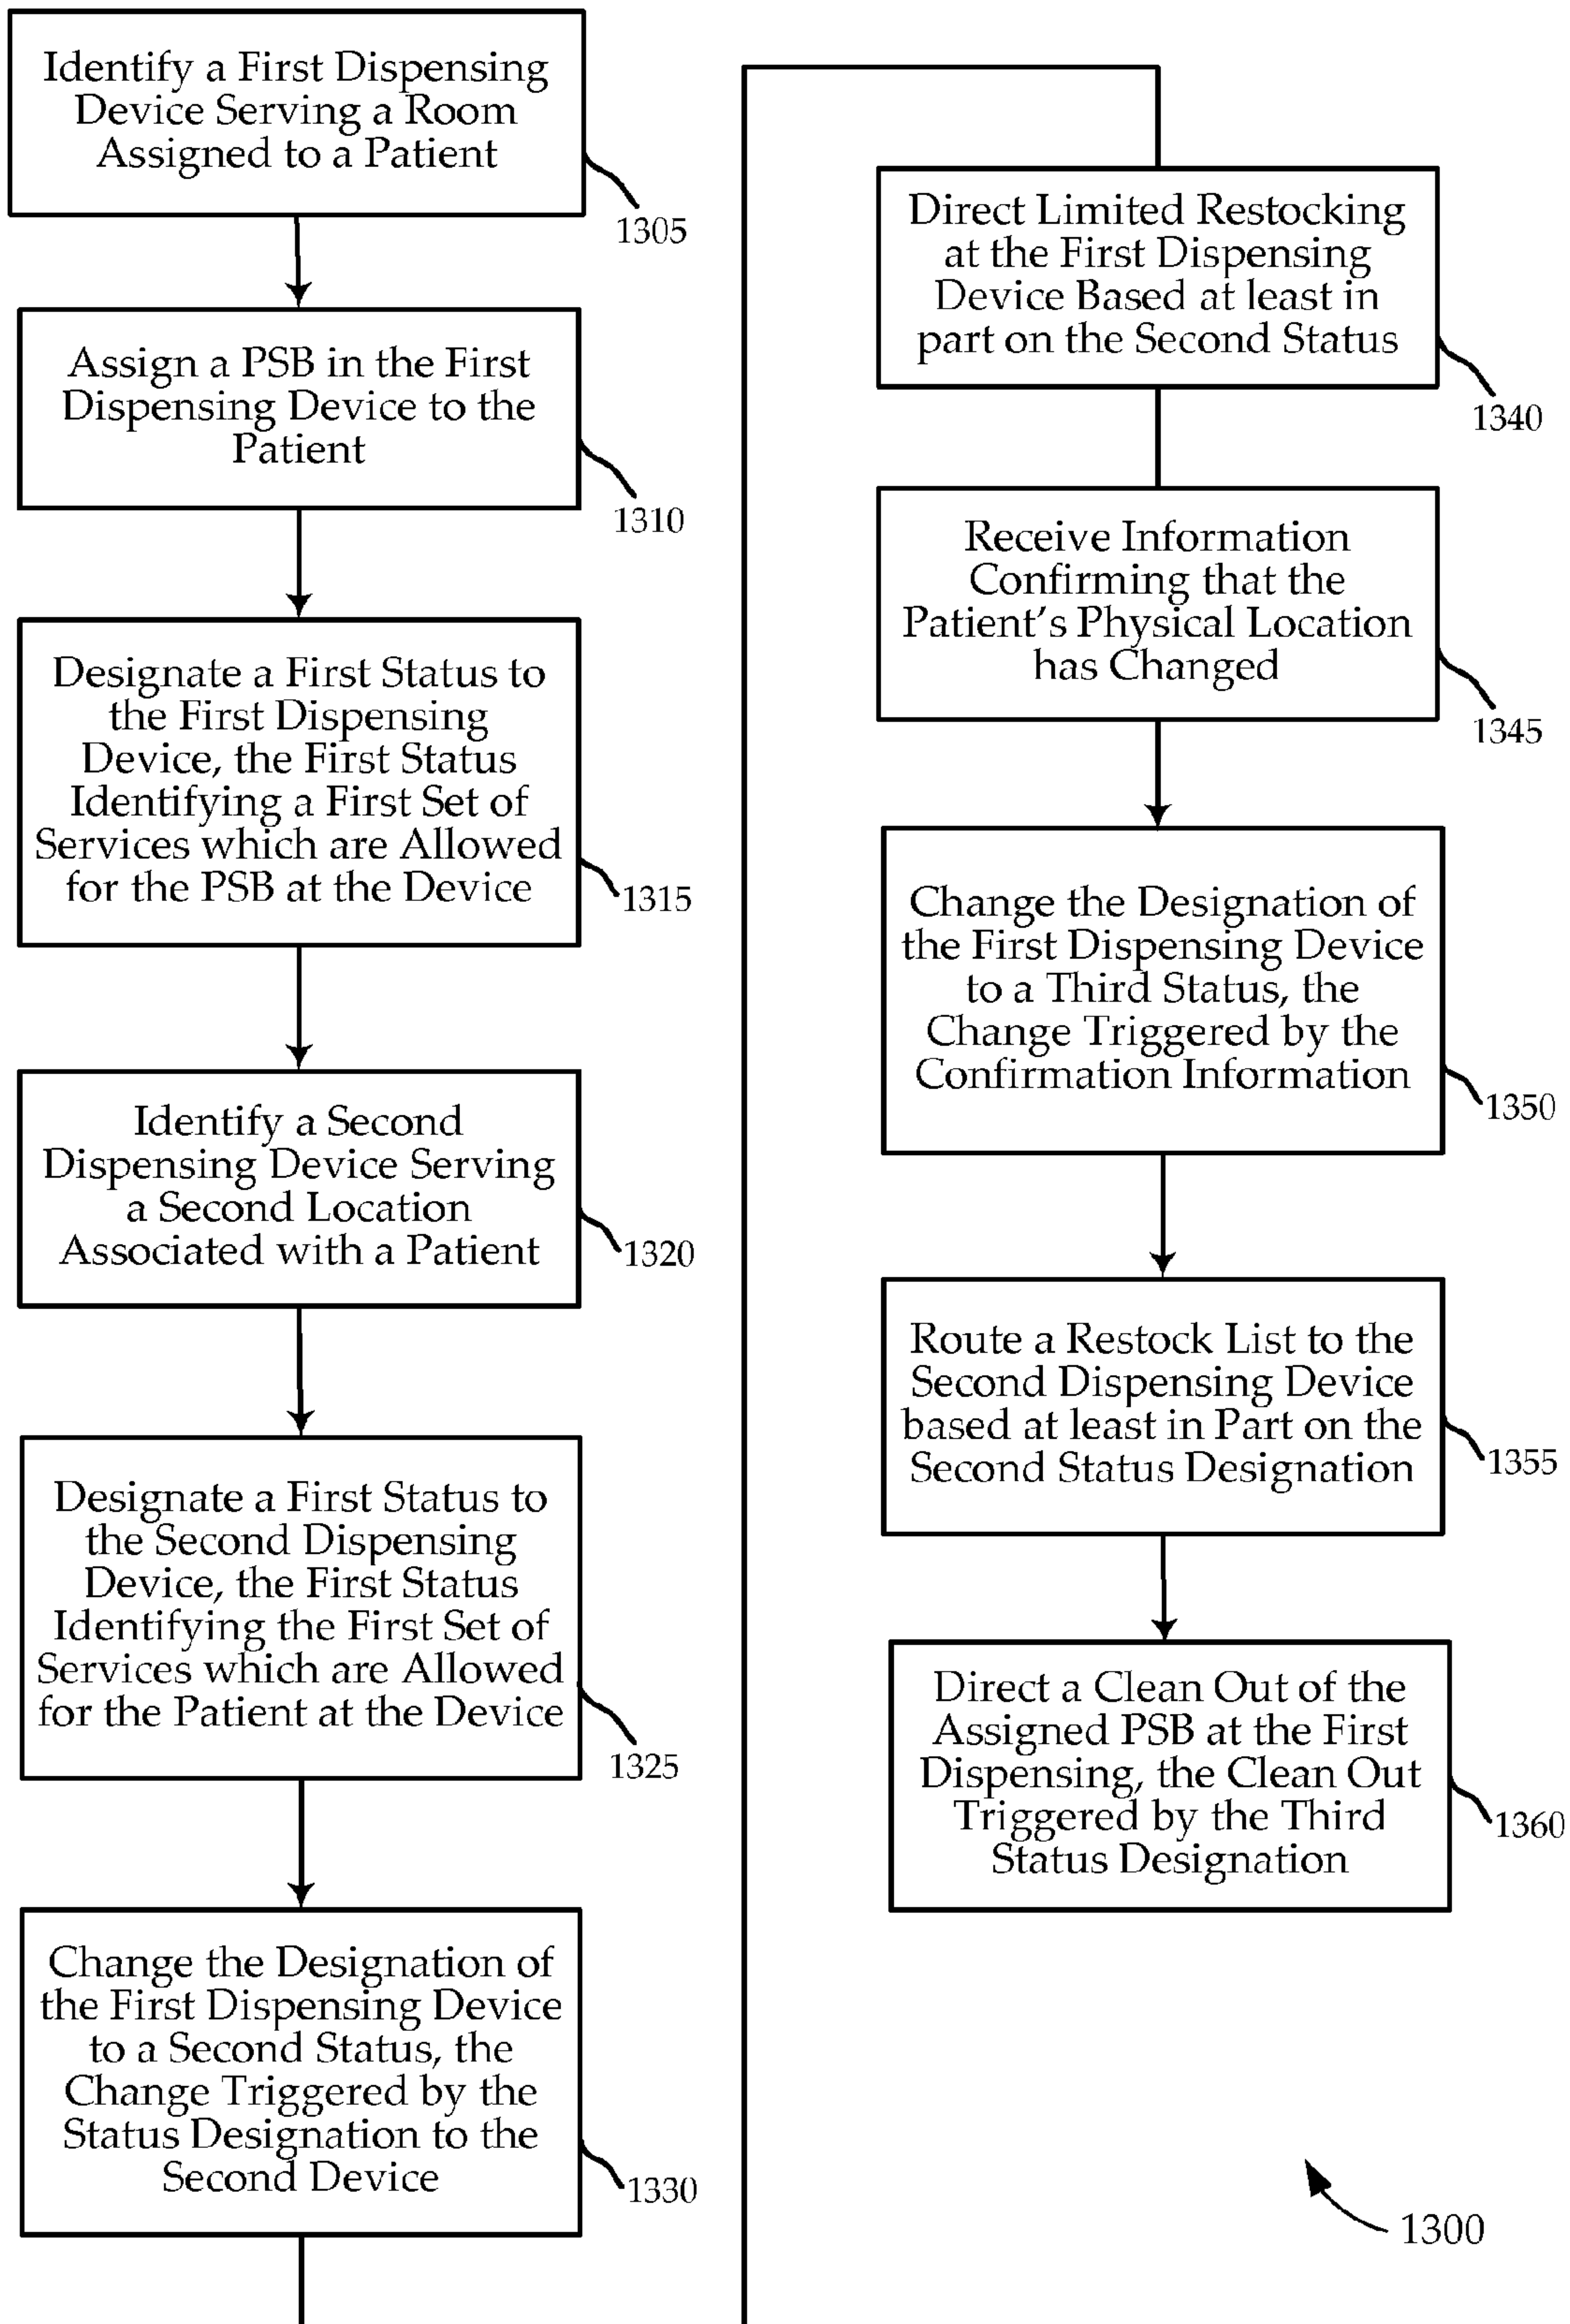 Identify a First Dispensing
Device Serving a Room
Assigned to a Patient
1305
Assign a PSB in the First
Dispensing Device to the
Patient
1310
Designate a First Status to
the First Dispensing
Device, the First Status
Identifying a First Set of
Services which are Allowed
for the PSB at the Device
1315
Identify a Second
Dispensing Device Serving
a Second Location
Associated with a Patient
1320
Designate a First Status to
the Second Dispensing
Device, the First Status
Identifying the First Set of
Services which are Allowed
for the Patient at the Device
1325
Change the Designation of
the First Dispensing Device
to a Second Status, the
Change Triggered by the
Status Designation to the
Second Device
1330
Direct Limited Restocking
at the First Dispensing
Device Based at least in
part on the Second Status
1340
Receive Information
Confirming that the
Patient's Physical Location
has Changed
1345
Change the Designation of
the First Dispensing Device
to a Third Status, the
Change Triggered by the
Confirmation Information
1350
Route a Restock List to the
Second Dispensing Device
based at least in Part on the
Second Status Designation
1355
Direct a Clean Out of the
Assigned PSB at the First
Dispensing, the Clean Out
Triggered by the Third
Status Designation
1360
1300